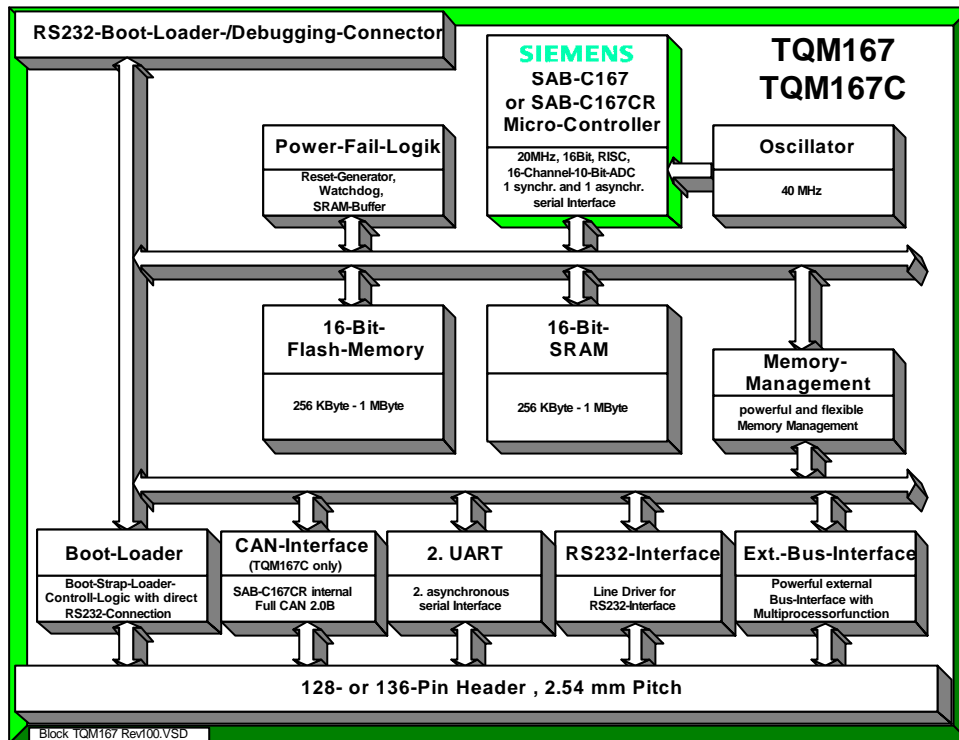 RS232-Boot-Loader-/Debugging-Connector
TQM167
TQM167C
SIEMENS
SAB-C167
or SAB-C167CR
Micro-Controller
20MHz, 16Bit, RISC,
16-Channel-10-Bit-ADC
1 synchr. and 1 asynchr.
serial Interface
Power-Fail-Logik
Reset-Generator,
Watchdog,
SRAM-Buffer
Oscillator
40 MHz
16-Bit-
Flash-Memory
256 KByte - 1 MByte
16-Bit-
SRAM
256 KByte - 1 MByte
Memory-
Management
powerful and flexible
Memory Management
Boot-Loader
Boot-Strap-Loader-
Controll-Logic with direct
RS232-Connection
CAN-Interface
(TQM167C only)
SAB-C167CR internal
Full CAN 2.0B
2. UART
2. asynchronous
serial Interface
RS232-Interface
Line Driver for
RS232-Interface
Ext.-Bus-Interface
Powerful external
Bus-Interface with
Multiprocessorfunction
128- or 136-Pin Header , 2.54 mm Pitch
Block TQM167 Rev100.VSD